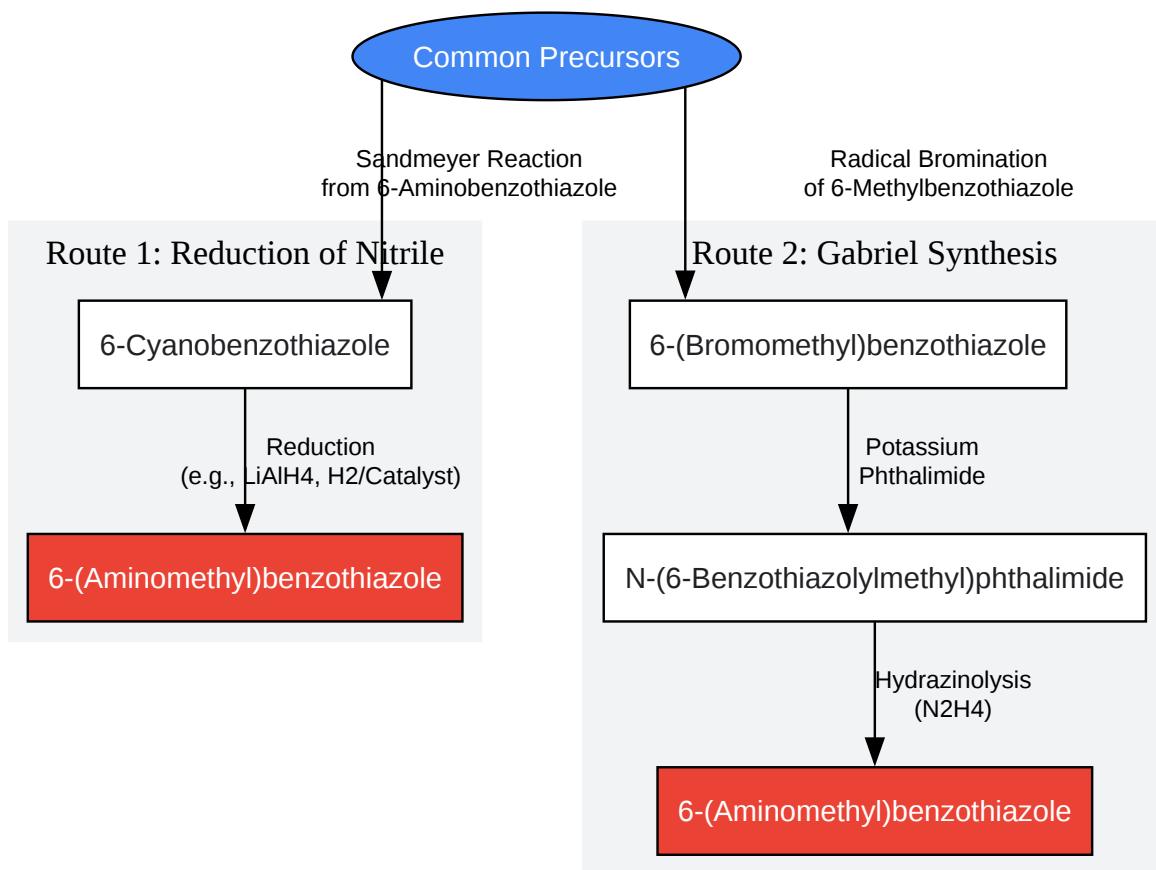 Common Precursors
Sandmeyer Reaction
from 6-Aminobenzothiazole
Radical Bromination
of 6-Methylbenzothiazole
Route 1: Reduction of Nitrile
6-Cyanobenzothiazole
Reduction
(e.g., LiAlH4, H2/Catalyst)
6-(Aminomethyl)benzothiazole
Route 2: Gabriel Synthesis
6-(Bromomethyl)benzothiazole
Potassium
Phthalimide
N-(6-Benzothiazolylmethyl)phthalimide
Hydrazinolysis
(N2H4)
6-(Aminomethyl)benzothiazole